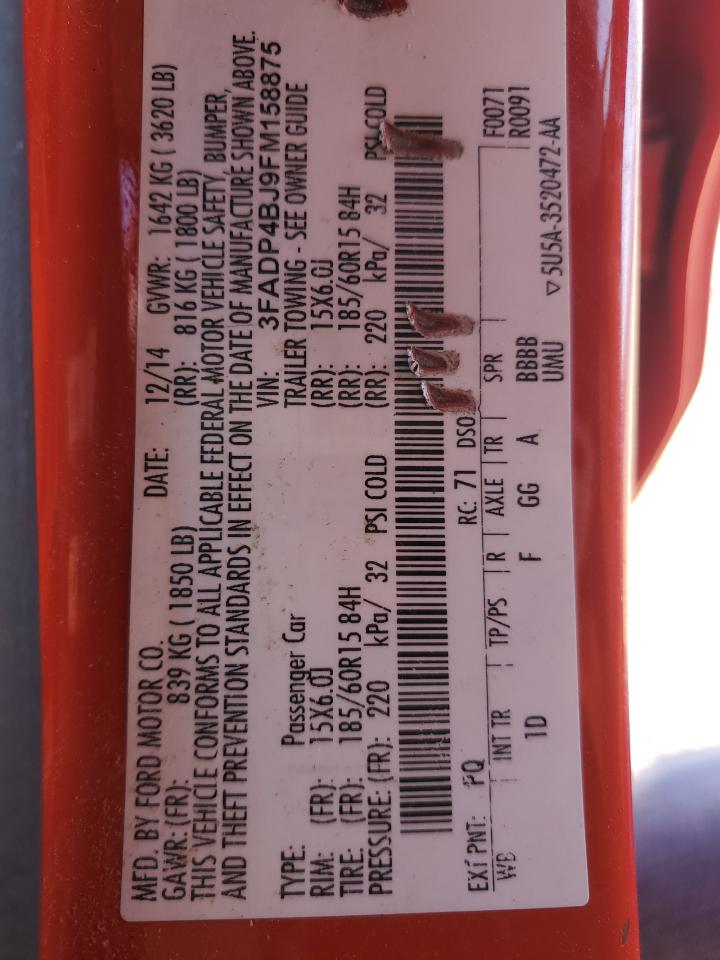 MFD. BY FORD MOTOR CO. DATE: 12/14 GVWR: 1642 KG ( 3620 LB)
GAWR: (FR): 839 KG ( 1850 LB) (RR): 816 KG ( 1800 LB)
THIS VEHICLE CONFORMS TO ALL APPLICABLE FEDERAL MOTOR VEHICLE SAFETY, BUMPER,
AND THEFT PREVENTION STANDARDS IN EFFECT ON THE DATE OF MANUFACTURE SHOWN ABOVE.
VIN: 3FADP4BJ9FM158875
TYPE: Passenger Car TRAILER TOWING - SEE OWNER GUIDE
RIM: (FR): 15X6.0J (RR): 15X6.0J
TIRE: (FR): 185/60R15 84H (RR): 185/60R15 84H
PRESSURE: (FR): 220 kPa/ 32 PSI COLD (RR): 220 kPa/ 32 PSI COLD
EXT PNT: PQ RC: 71 DSO: F0071
WB INT TR TP/PS R AXLE TR SPR R0091
1D F GG A BBBB
UMU ▽5U5A-3520472-AA